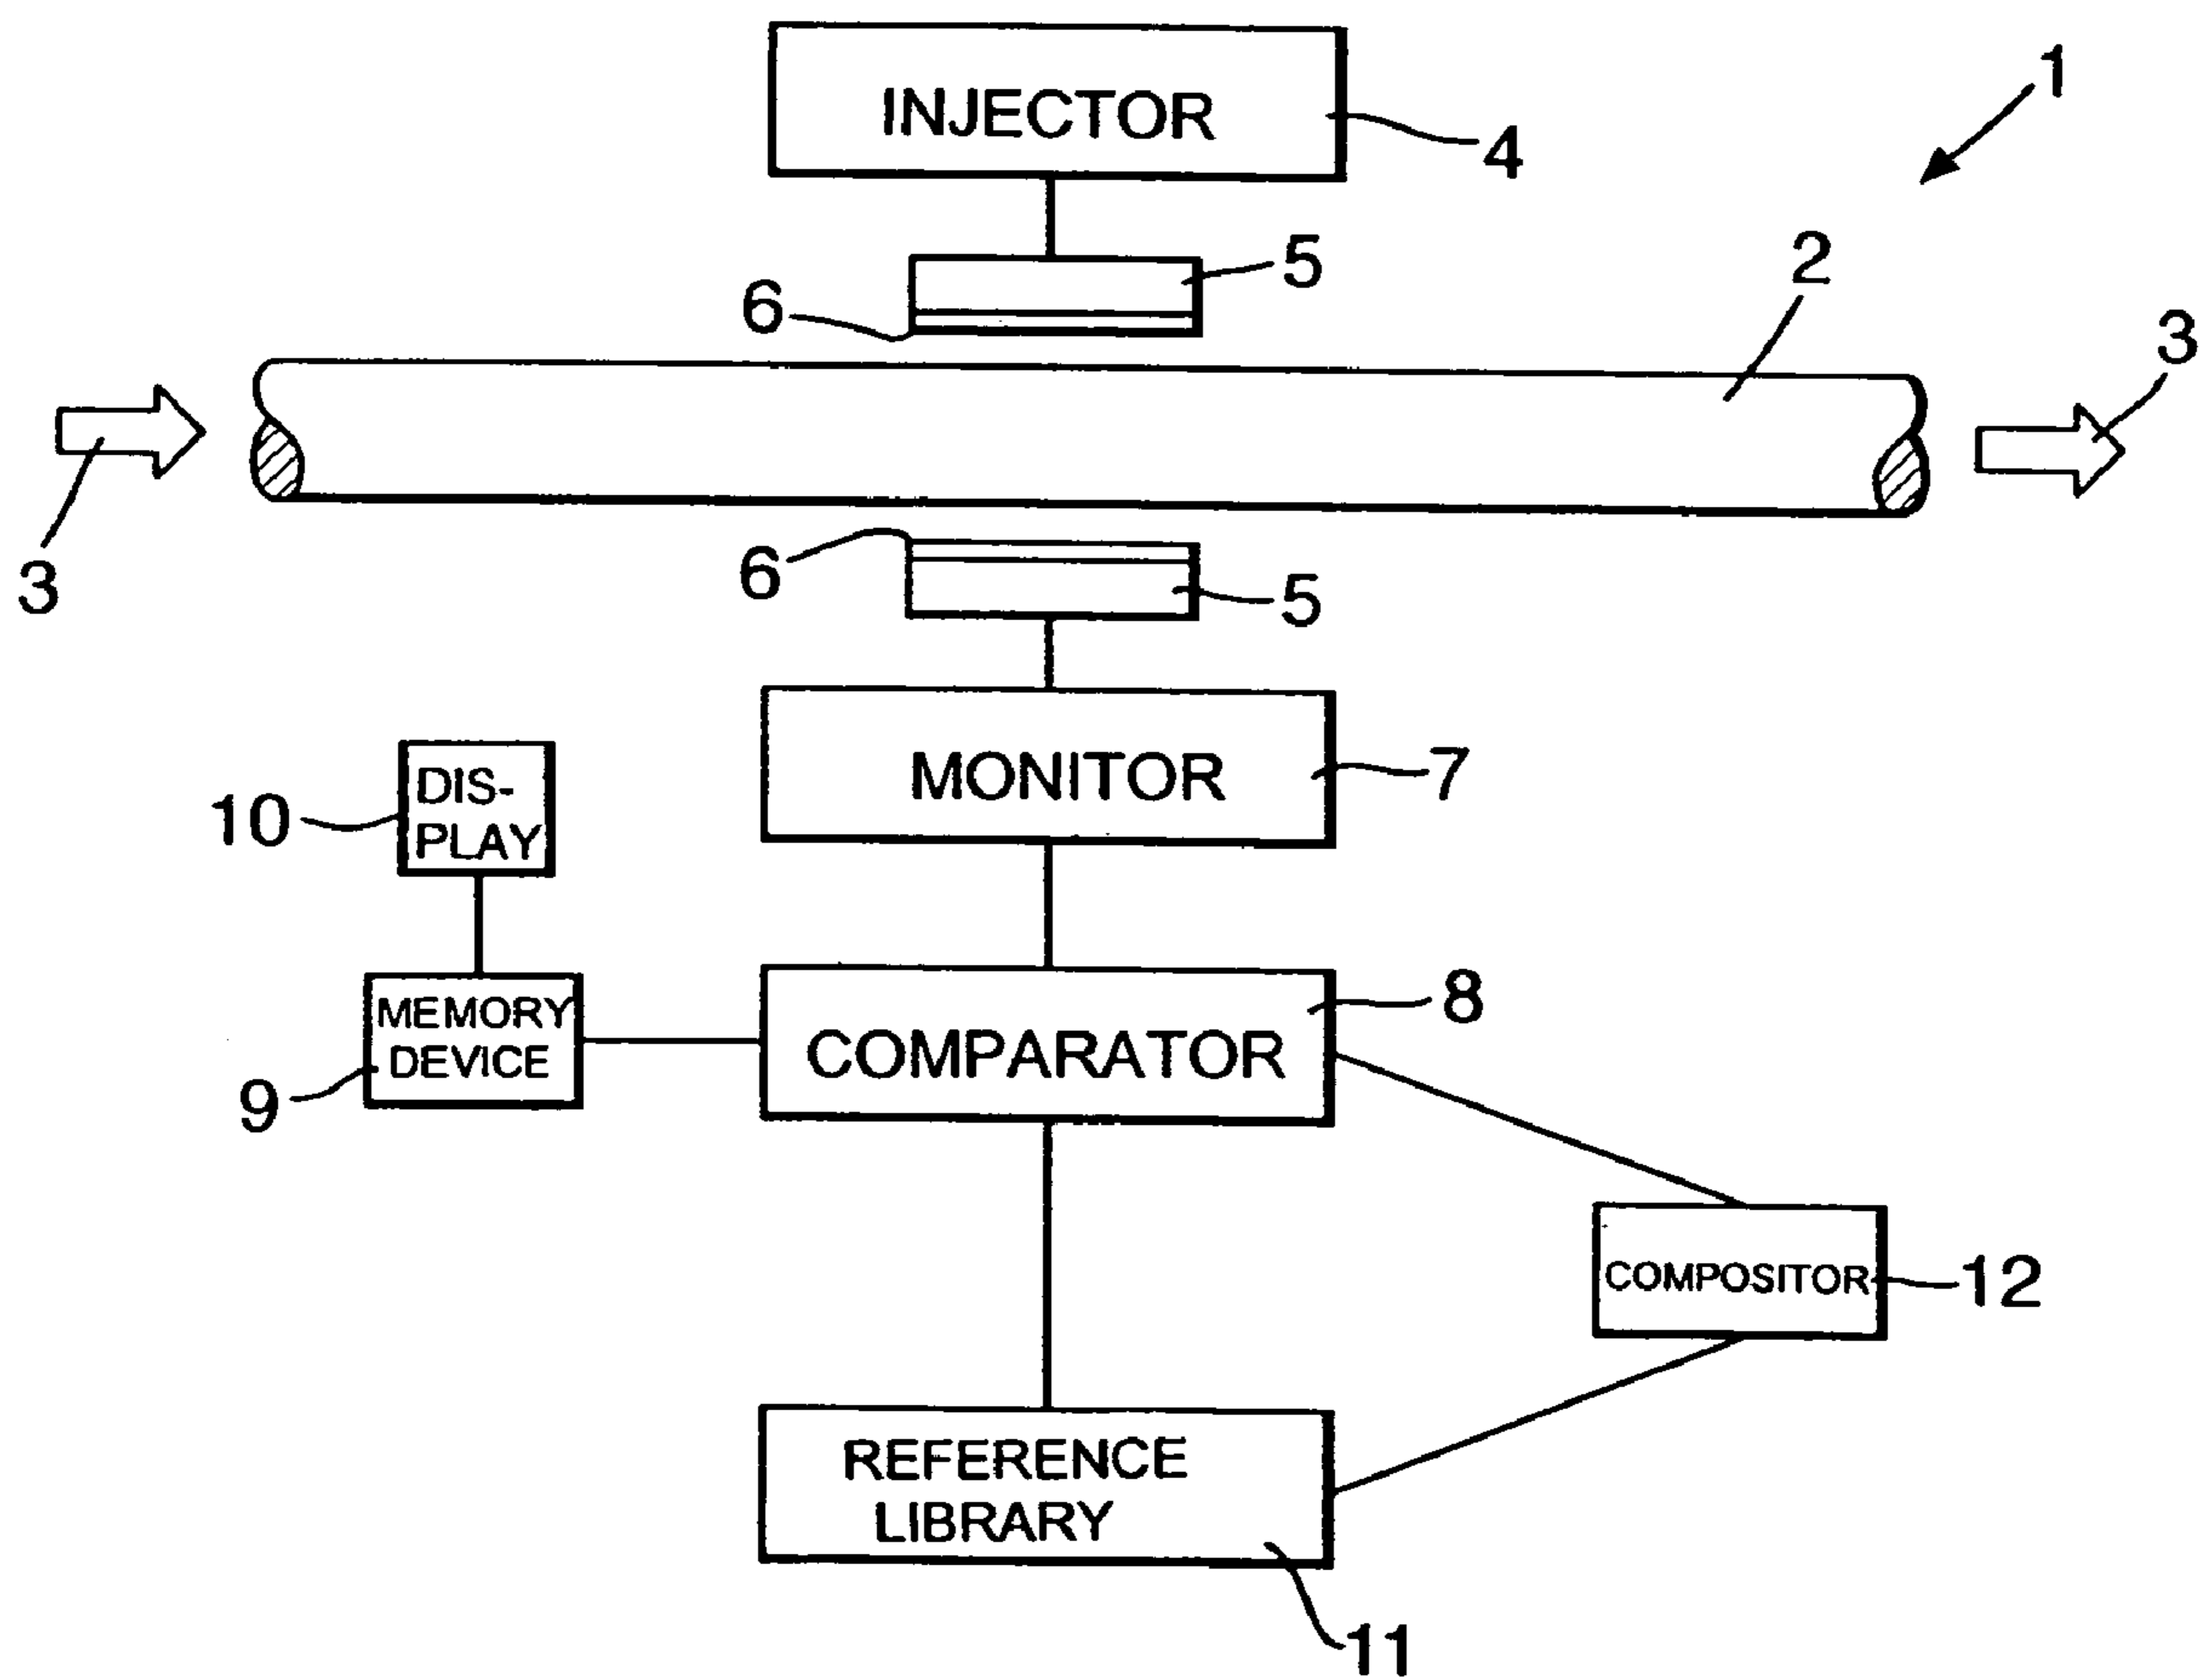 INJECTOR
1
4
5
2
6
3
3
6
5
MONITOR
7
DIS-
PLAY
10
8
MEMORY
DEVICE
COMPARATOR
9
COMPOSITOR
12
REFERENCE
LIBRARY
11